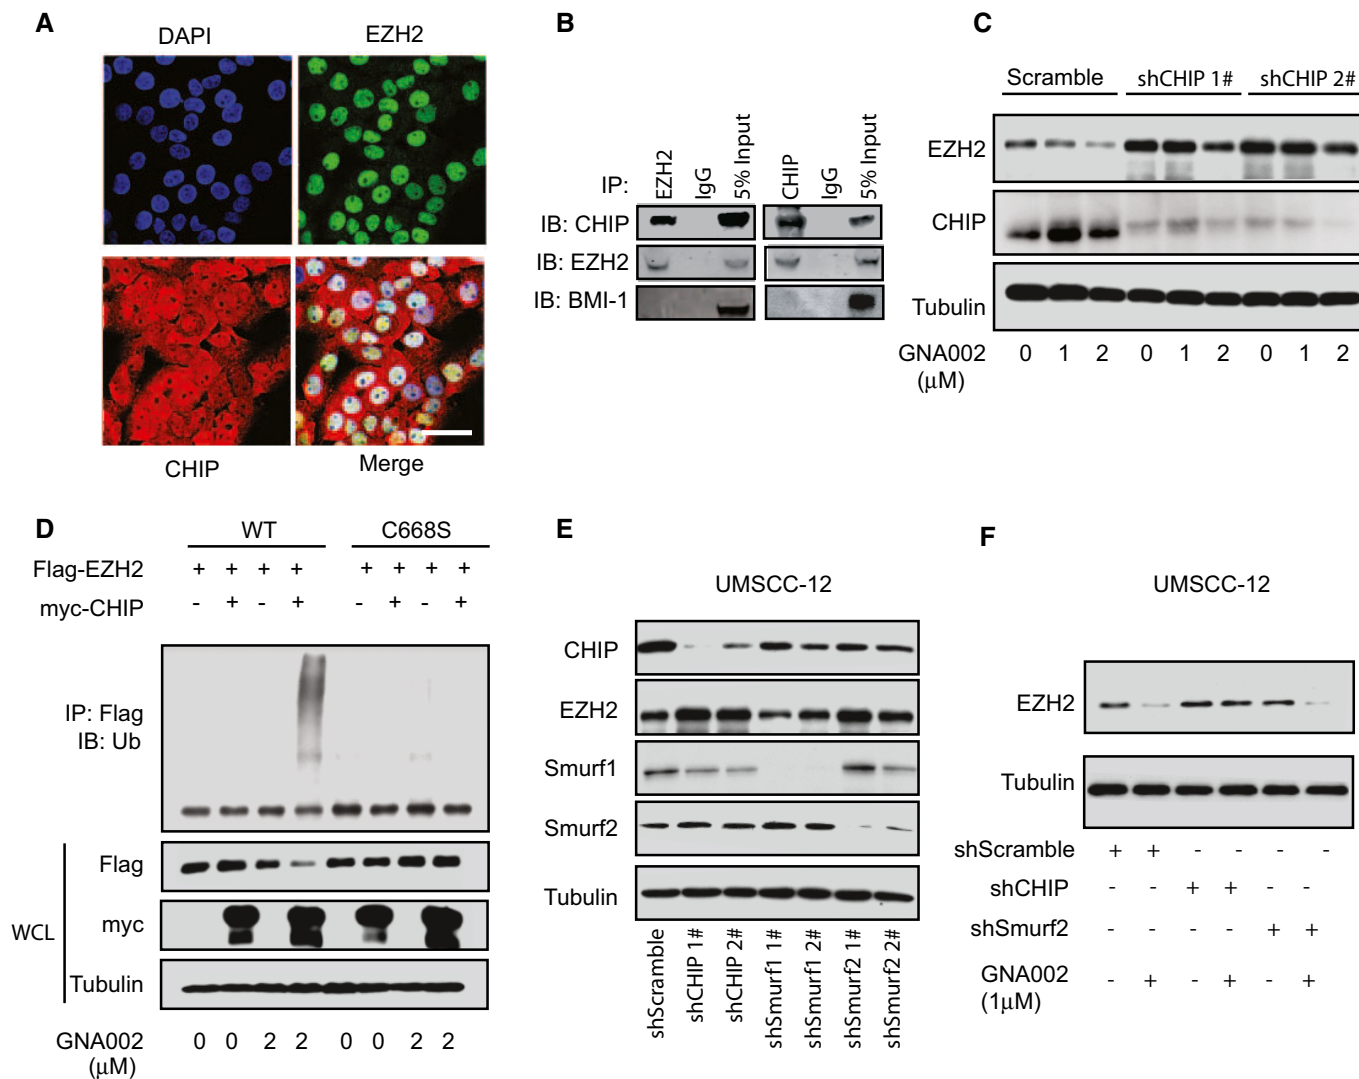 A
DAPI
EZH2
CHIP
Merge
B
IP:
EZH2
IgG
5% Input
CHIP
IgG
5% Input
IB: CHIP
IB: EZH2
IB: BMI-1
C
Scramble
shCHIP 1#
shCHIP 2#
EZH2
CHIP
Tubulin
GNA002 0 1 2 0 1 2 0 1 2
(μM)
D
WT
C668S
Flag-EZH2 + + + + + + + +
myc-CHIP - + - + - + - +
IP: Flag
IB: Ub
WCL
Flag
myc
Tubulin
GNA002 0 0 2 2 0 0 2 2
(μM)
E
UMSCC-12
CHIP
EZH2
Smurf1
Smurf2
Tubulin
shScramble
shCHIP 1#
shCHIP 2#
shSmurf1 1#
shSmurf1 2#
shSmurf2 1#
shSmurf2 2#
F
UMSCC-12
EZH2
Tubulin
shScramble + + - - - -
shCHIP - - + + - -
shSmurf2 - - - - + +
GNA002 - + - + - +
(1μM)